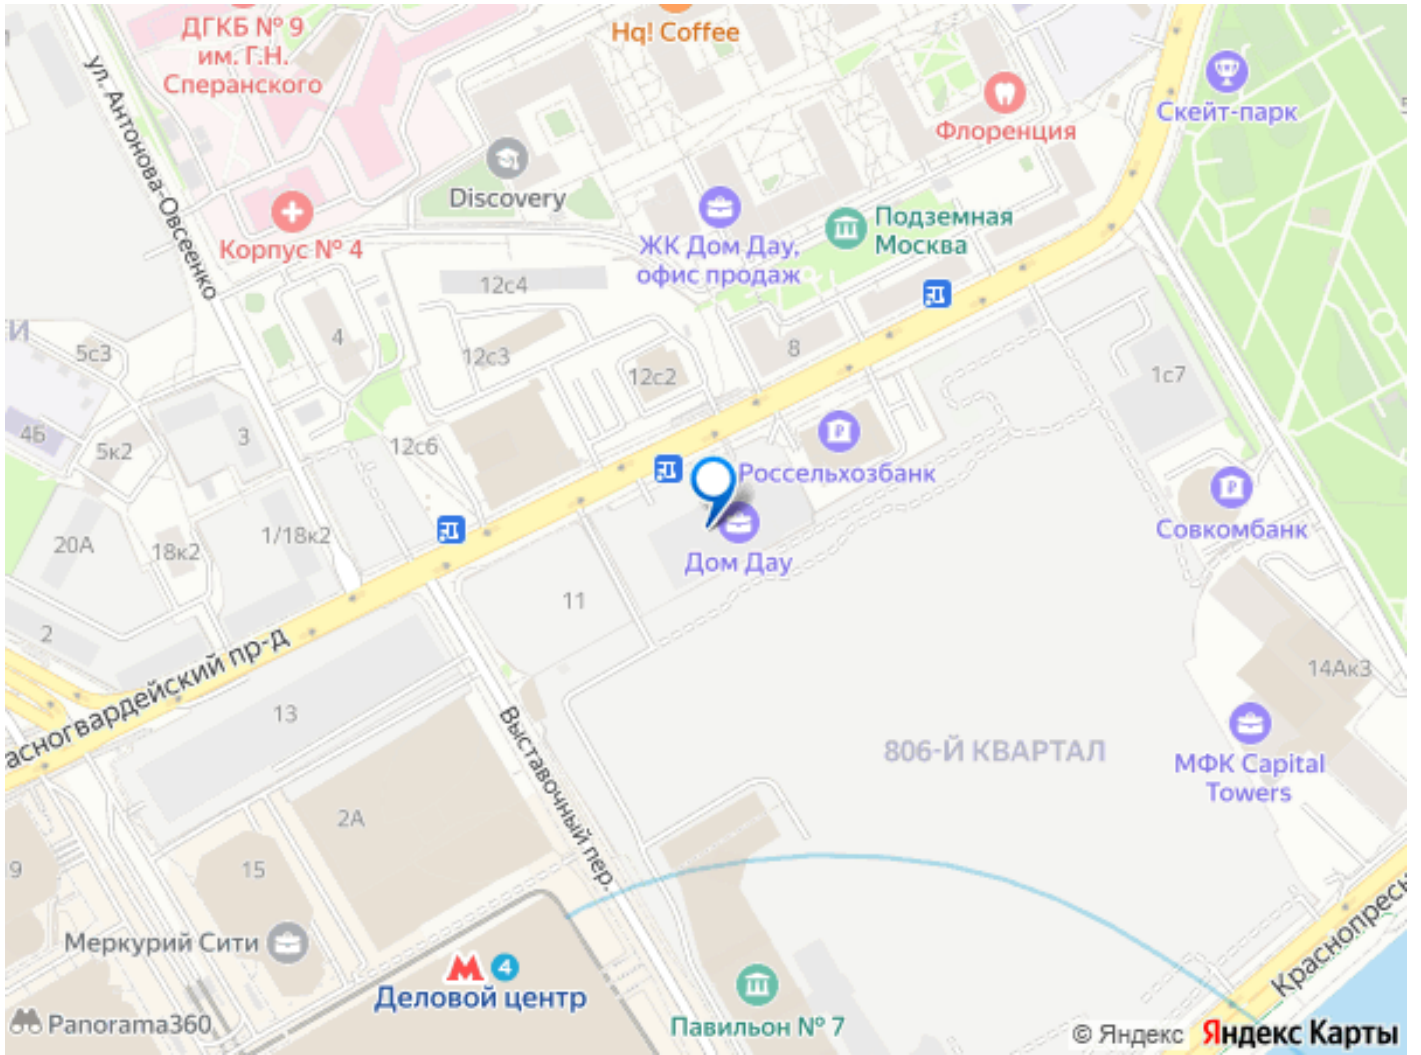 ДГКБ № 9
им. Г.Н.
Сперанского
Hq! Coffee
ул. Антонова-Овсеенко
Флоренция
Скейт-парк
Discovery
Корпус № 4
ЖК Дом Дау,
офис продаж
Подземная
Москва
12с4
4
5с3
12с3
12с2
8
1с7
4Б
5к2
3
12с6
Россельхозбанк
Совкомбанк
20А
18к2
1/18к2
Дом Дау
11
2
асногвардейский пр-д
13
14Ак3
Выставочный пер.
806-Й КВАРТАЛ
МФК Capital
Towers
2А
9
15
Меркурий Сити
4
Деловой центр
Panorama360
Павильон № 7
Краснопресн
© Яндекс Яндекс Карты